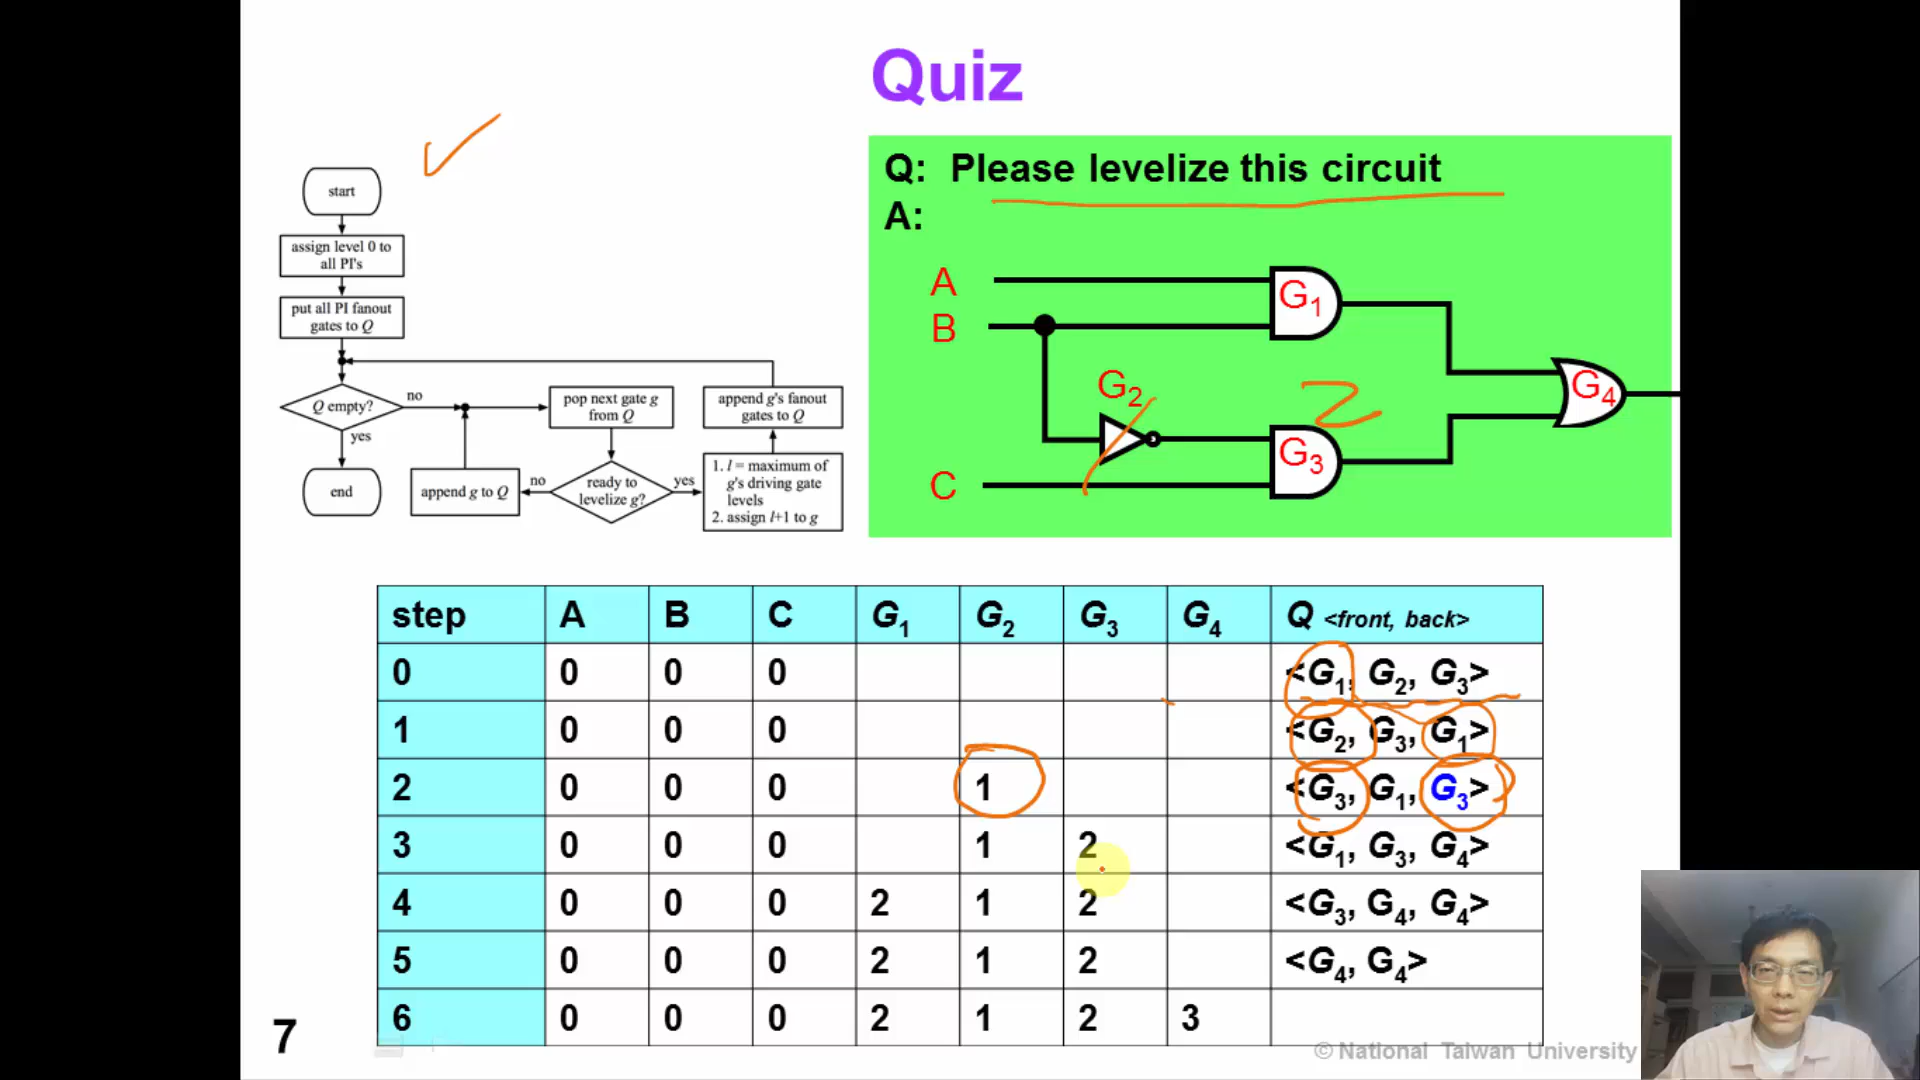 Quiz
start
assign level 0 to
all PI's
put all PI fanout
gates to Q
Q empty?
no
yes
end
pop next gate g
from Q
ready to
levelize g?
no
yes
append g to Q
append g's fanout
gates to Q
1. l = maximum of
g's driving gate
levels
2. assign l+1 to g
Q: Please levelize this circuit
A:
A
B
C
G1
G2
2
G3
G4
step A B C G1 G2 G3 G4 Q <front, back>
0 0 0 0 <G1, G2, G3>
1 0 0 0 <G2, G3, G1>
2 0 0 0 1 <G3, G1, G3>
3 0 0 0 1 2 <G1, G3, G4>
4 0 0 0 2 1 2 <G3, G4, G4>
5 0 0 0 2 1 2 <G4, G4>
6 0 0 0 2 1 2 3
7
© National Taiwan University